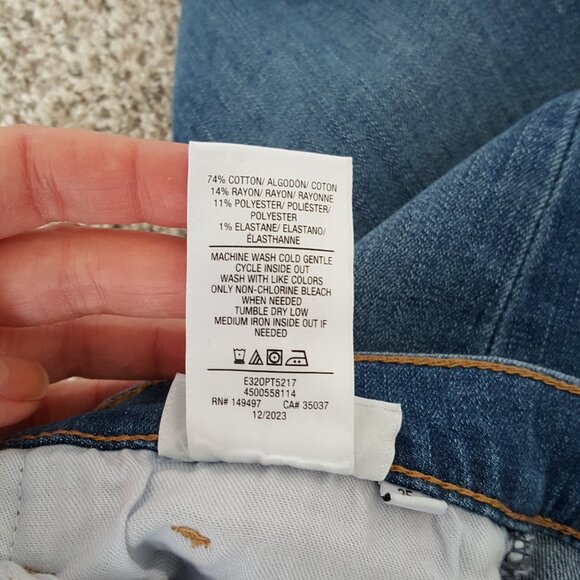 74% COTTON/ ALGODÓN/ COTON
14% RAYON/ RAYON/ RAYONNE
11% POLYESTER/ POLIÉSTER/
POLYESTER
1% ELASTANE/ ELASTANO/
ÉLASTHANNE
MACHINE WASH COLD GENTLE
CYCLE INSIDE OUT
WASH WITH LIKE COLORS
ONLY NON-CHLORINE BLEACH
WHEN NEEDED
TUMBLE DRY LOW
MEDIUM IRON INSIDE OUT IF
NEEDED
E32OPT5217
4500558114
RN# 149497 CA# 35037
12/2023